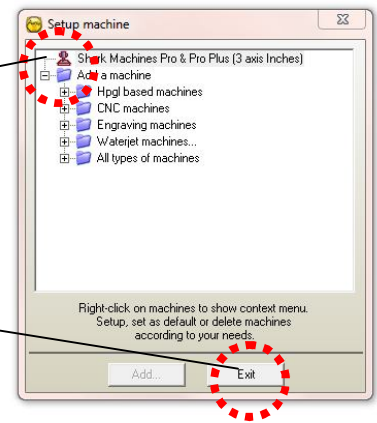 Setup machine
Shark Machines Pro & Pro Plus (3 axis Inches)
Add a machine
Hpgl based machines
CNC machines
Engraving machines
Waterjet machines...
All types of machines
Right-click on machines to show context menu.
Setup, set as default or delete machines
according to your needs.
Add...
Exit